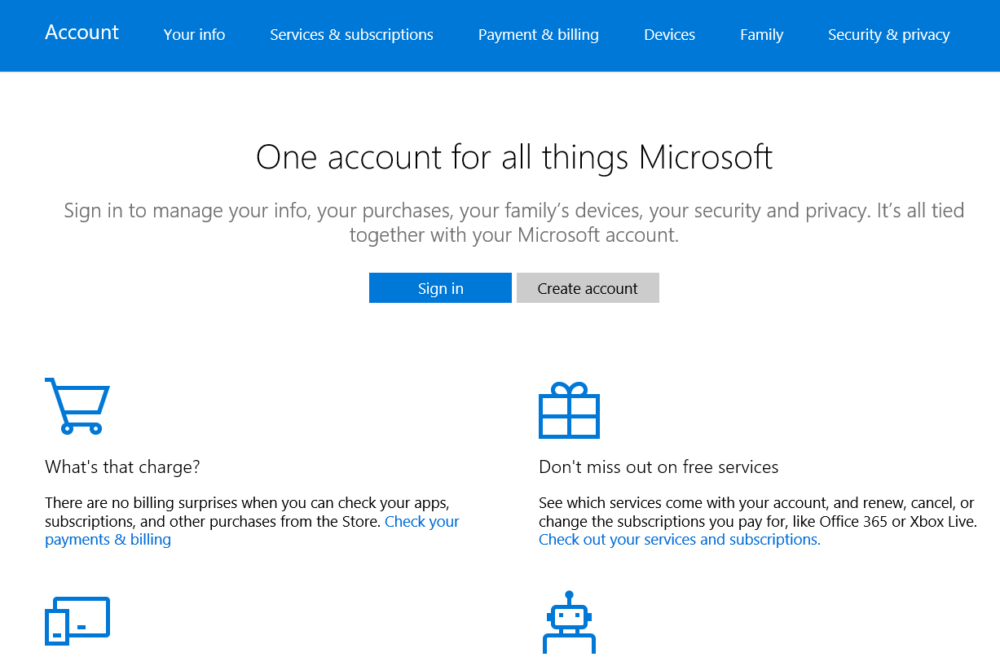 Account
Your info
Services & subscriptions
Payment & billing
Devices
Family
Security & privacy
One account for all things Microsoft
Sign in to manage your info, your purchases, your family’s devices, your security and privacy. It’s all tied
together with your Microsoft account.
Sign in
Create account
What's that charge?
There are no billing surprises when you can check your apps,
subscriptions, and other purchases from the Store. Check your
payments & billing
Don't miss out on free services
See which services come with your account, and renew, cancel, or
change the subscriptions you pay for, like Office 365 or Xbox Live.
Check out your services and subscriptions.